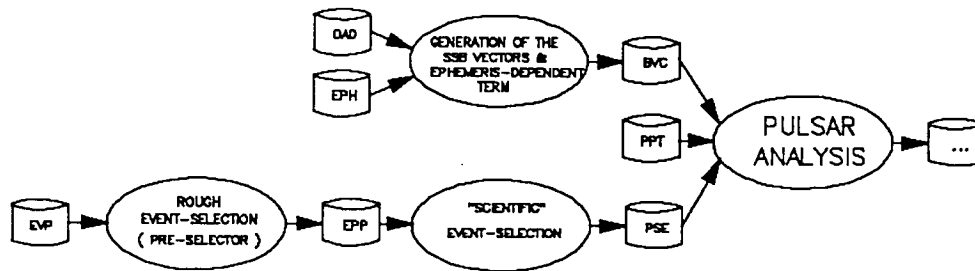 OAD
GENERATION OF THE
SSB VECTORS &
EPHEMERIS-DEPENDENT
TERM
EPH
BVC
PPT
PULSAR
ANALYSIS
...
EVP
ROUGH
EVENT-SELECTION
( PRE-SELECTOR )
EPP
"SCIENTIFIC"
EVENT-SELECTION
PSE